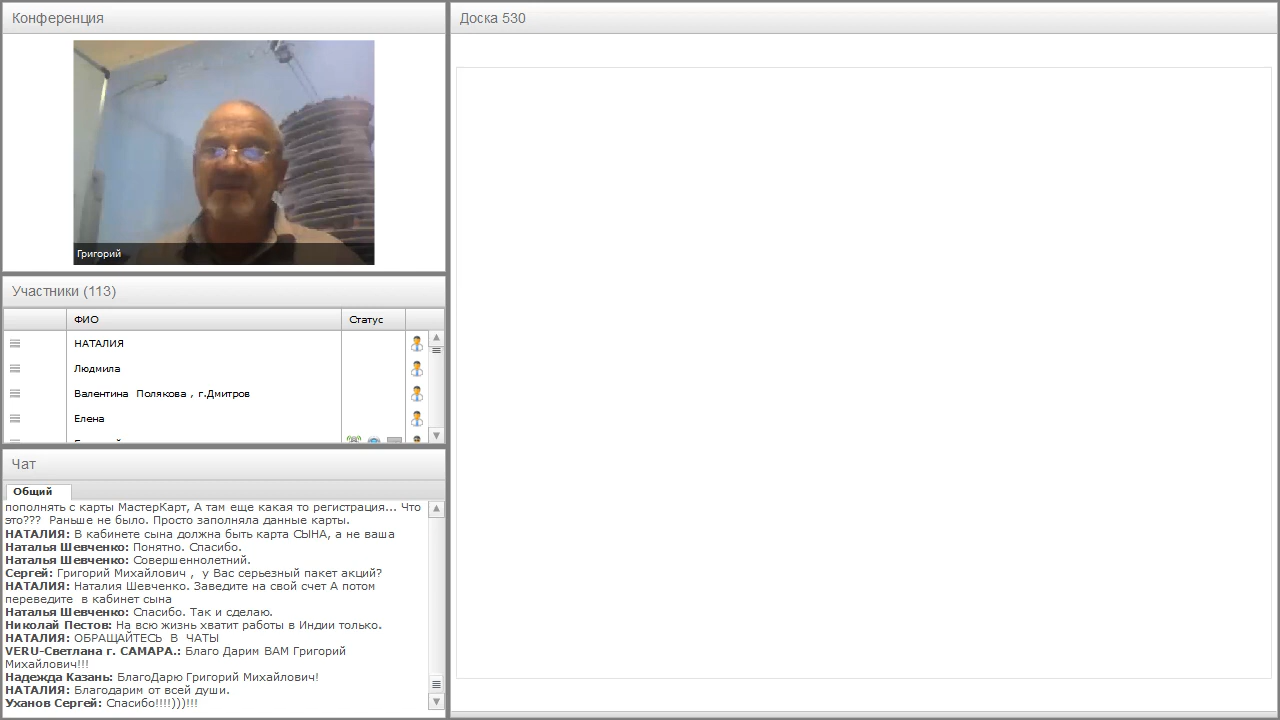 Конференция
Григорий
Участники (113)
ФИО
Статус
НАТАЛИЯ
Людмила
Валентина Полякова , г.Дмитров
Елена
Чат
Общий
пополнять с карты МастерКарт, А там еще какая то регистрация... Что
это??? Раньше не было. Просто заполняла данные карты.
НАТАЛИЯ: В кабинете сына должна быть карта СЫНА, а не ваша
Наталья Шевченко: Понятно. Спасибо.
Наталья Шевченко: Совершеннолетний.
Сергей: Григорий Михайлович , у Вас серьезный пакет акций?
НАТАЛИЯ: Наталия Шевченко. Заведите на свой счет А потом
переведите в кабинет сына
Наталья Шевченко: Спасибо. Так и сделаю.
Николай Пестов: На всю жизнь хватит работы в Индии только.
НАТАЛИЯ: ОБРАЩАЙТЕСЬ В ЧАТЫ
VERU-Светлана г. САМАРА.: Благо Дарим ВАМ Григорий
Михайлович!!!
Надежда Казань: БлагоДарю Григорий Михайлович!
НАТАЛИЯ: Благодарим от всей души.
Уханов Сергей: Спасибо!!!!)))!!!
Доска 530